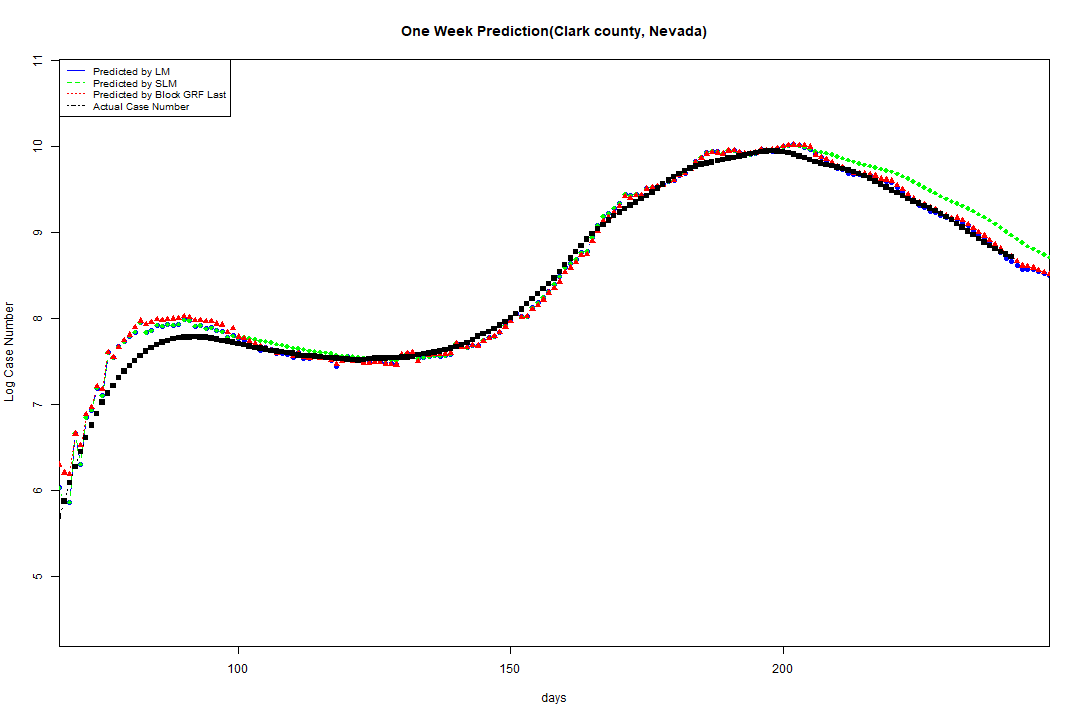 One Week Prediction(Clark county, Nevada)
Predicted by LM
Predicted by SLM
Predicted by Block GRF Last
Actual Case Number
11
10
9
8
7
6
5
Log Case Number
100
150
200
days